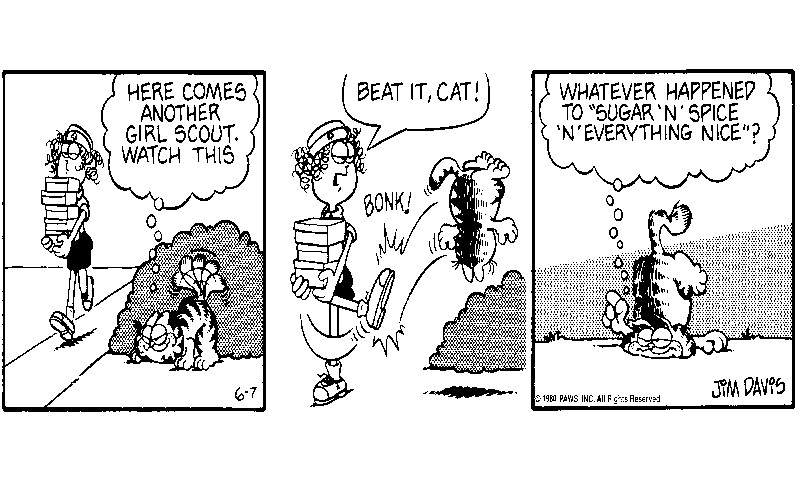 HERE COMES
ANOTHER
GIRL SCOUT.
WATCH THIS
6-7
BEAT IT, CAT!
BONK!
WHATEVER HAPPENED
TO "SUGAR 'N' SPICE
'N' EVERYTHING NICE"?
© 1980 PAWS INC. All Rights Reserved
JIM DAVIS